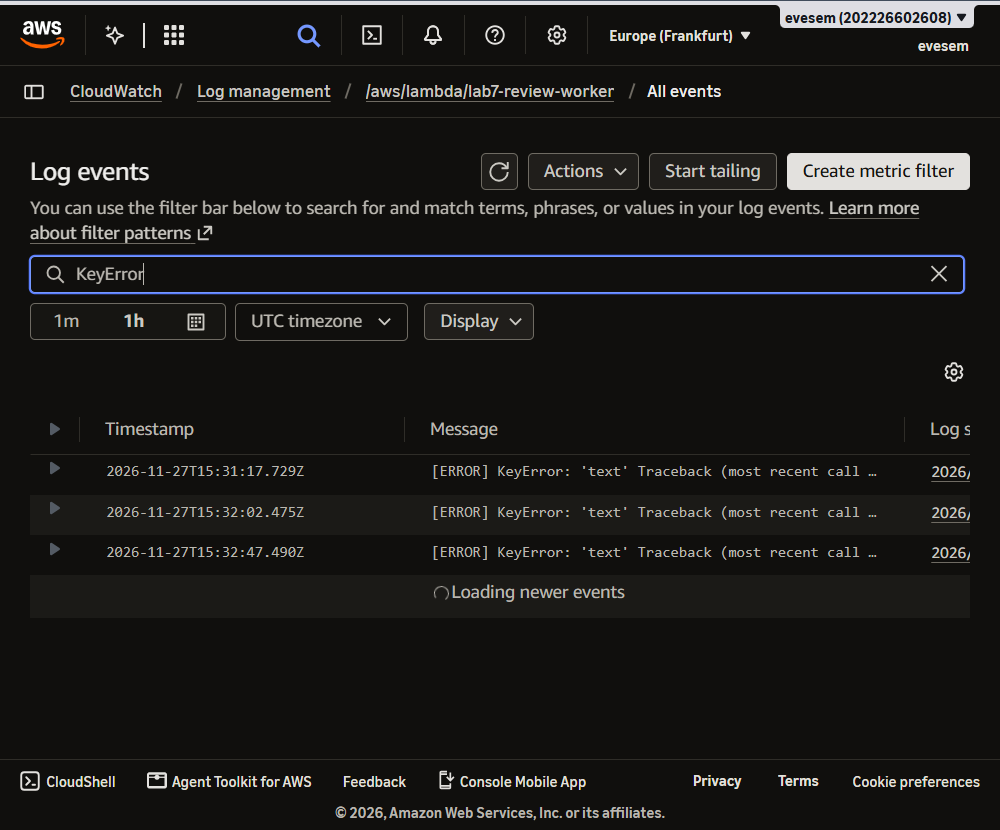 aws
Europe (Frankfurt)
evesem (202226602608)
evesem
CloudWatch / Log management / /aws/lambda/lab7-review-worker / All events
Log events
Actions
Start tailing
Create metric filter
You can use the filter bar below to search for and match terms, phrases, or values in your log events. Learn more
about filter patterns
KeyError
1m 1h UTC timezone Display
Timestamp Message Log s
2026-11-27T15:31:17.729Z [ERROR] KeyError: 'text' Traceback (most recent call … 2026/
2026-11-27T15:32:02.475Z [ERROR] KeyError: 'text' Traceback (most recent call … 2026/
2026-11-27T15:32:47.490Z [ERROR] KeyError: 'text' Traceback (most recent call … 2026/
Loading newer events
CloudShell Agent Toolkit for AWS Feedback Console Mobile App Privacy Terms Cookie preferences
© 2026, Amazon Web Services, Inc. or its affiliates.